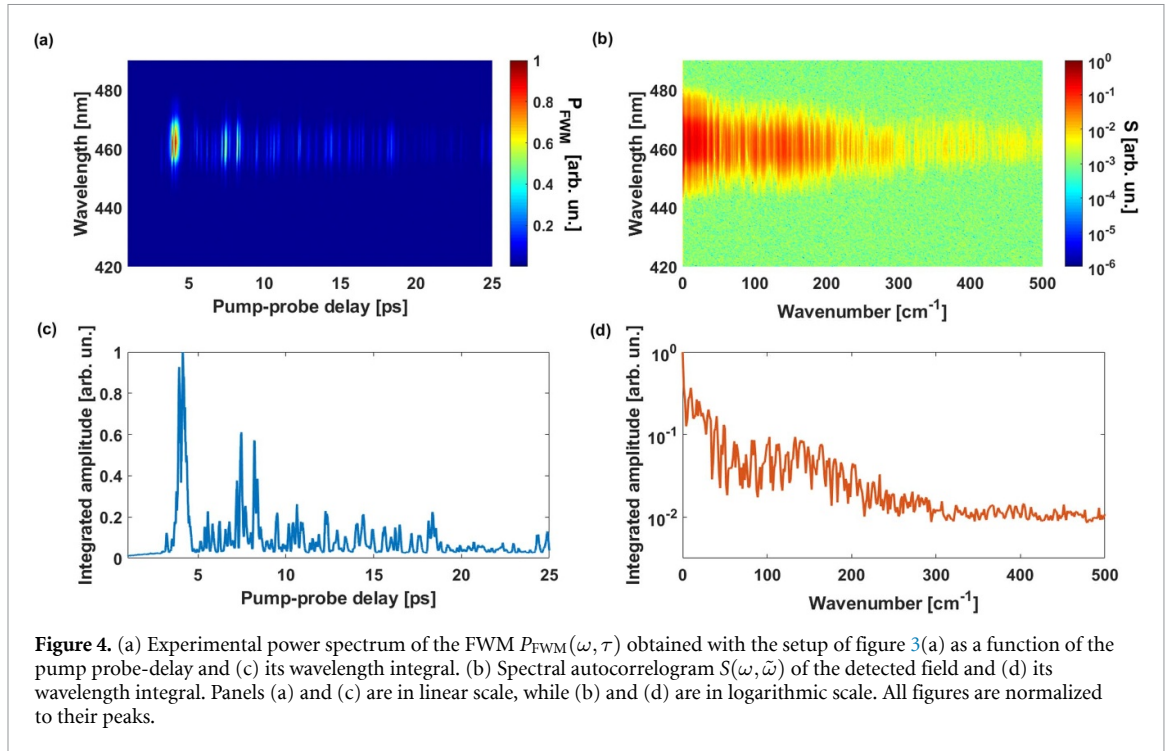 (a)
(b)
Wavelength [nm]
480
460
440
420
5
10
15
20
25
Pump-probe delay [ps]
1
0.8
0.6
0.4
0.2
P_FWM [arb. un.]
Wavelength [nm]
480
460
440
420
0
100
200
300
400
500
Wavenumber [cm⁻¹]
10⁰
10⁻¹
10⁻²
10⁻³
10⁻⁴
10⁻⁵
10⁻⁶
S [arb. un.]
(c)
(d)
Integrated amplitude [arb. un.]
1
0.8
0.6
0.4
0.2
0
5
10
15
20
25
Pump-probe delay [ps]
Integrated amplitude [arb. un.]
10⁰
10⁻¹
10⁻²
0
100
200
300
400
500
Wavenumber [cm⁻¹]
Figure 4. (a) Experimental power spectrum of the FWM P_FWM(ω, τ) obtained with the setup of figure 3(a) as a function of the
pump probe-delay and (c) its wavelength integral. (b) Spectral autocorrelogram S(ω, ω̃) of the detected field and (d) its
wavelength integral. Panels (a) and (c) are in linear scale, while (b) and (d) are in logarithmic scale. All figures are normalized
to their peaks.